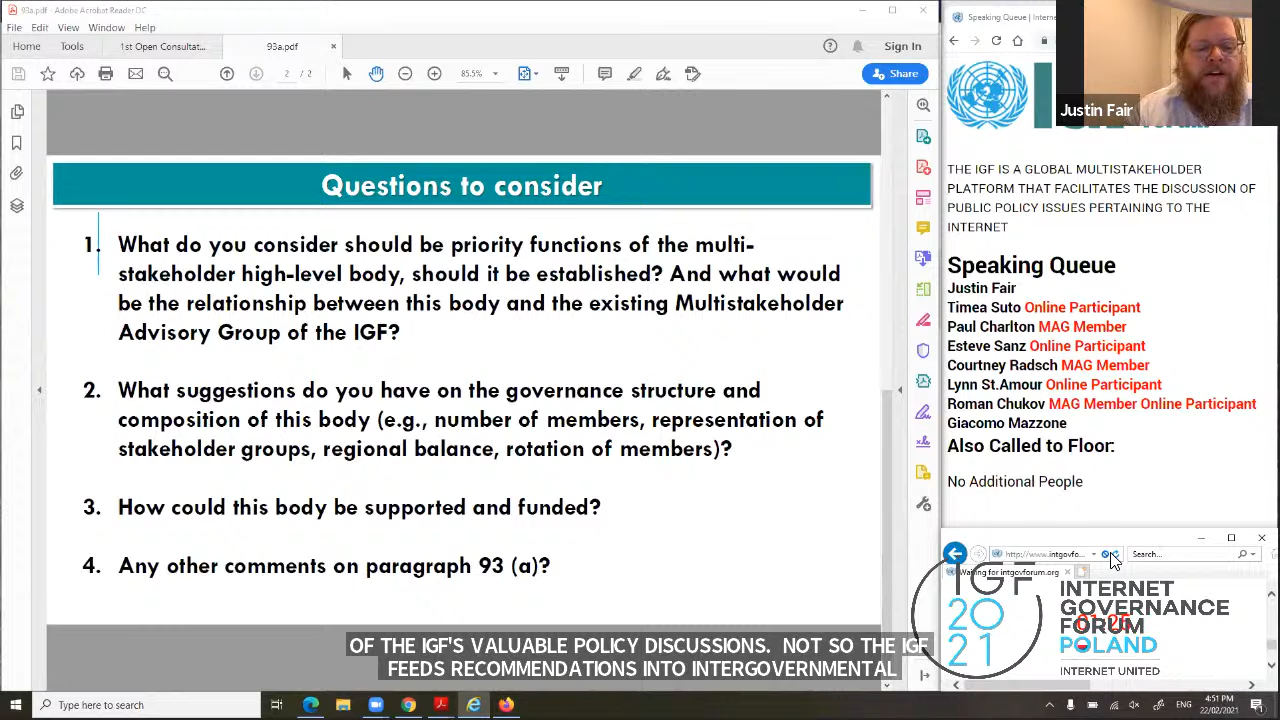 93a.pdf - Adobe Acrobat Reader DC
File Edit View Window Help
Home Tools 1st Open Consultat... 93a.pdf Sign In
2 / 2 85.5% Share
Questions to consider
1. What do you consider should be priority functions of the multi-
stakeholder high-level body, should it be established? And what would
be the relationship between this body and the existing Multistakeholder
Advisory Group of the IGF?
2. What suggestions do you have on the governance structure and
composition of this body (e.g., number of members, representation of
stakeholder groups, regional balance, rotation of members)?
3. How could this body be supported and funded?
4. Any other comments on paragraph 93 (a)?
OF THE IGF'S VALUABLE POLICY DISCUSSIONS. NOT SO THE IGF
FEEDS RECOMMENDATIONS INTO INTERGOVERNMENTAL
Speaking Queue | Intern
Justin Fair
THE IGF IS A GLOBAL MULTISTAKEHOLDER
PLATFORM THAT FACILITATES THE DISCUSSION OF
PUBLIC POLICY ISSUES PERTAINING TO THE
INTERNET
Speaking Queue
Justin Fair
Timea Suto Online Participant
Paul Charlton MAG Member
Esteve Sanz Online Participant
Courtney Radsch MAG Member
Lynn St.Amour Online Participant
Roman Chukov MAG Member Online Participant
Giacomo Mazzone
Also Called to Floor:
No Additional People
http://www.intgovfo... Search...
Waiting for intgovforum.org
IGF
2021
INTERNET
GOVERNANCE
FORUM
POLAND
INTERNET UNITED
Type here to search
ENG 4:51 PM
22/02/2021